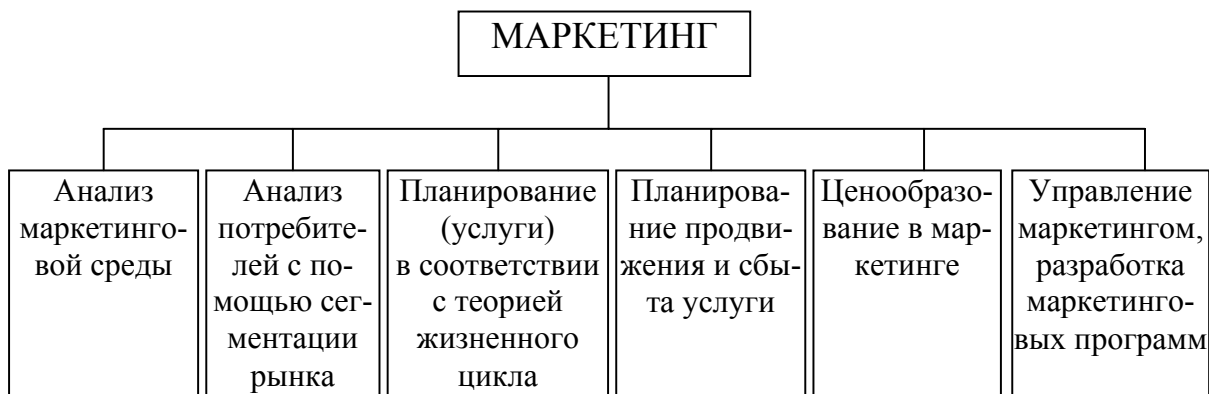 МАРКЕТИНГ
Анализ
маркетинго-
вой среды
Анализ
потребите-
лей с по-
мощью сег-
ментации
рынка
Планирование
(услуги)
в соответствии
с теорией
жизненного
цикла
Планирова-
ние продви-
жения и сбы-
та услуги
Ценообразо-
вание в мар-
кетинге
Управление
маркетингом,
разработка
маркетинго-
вых программ